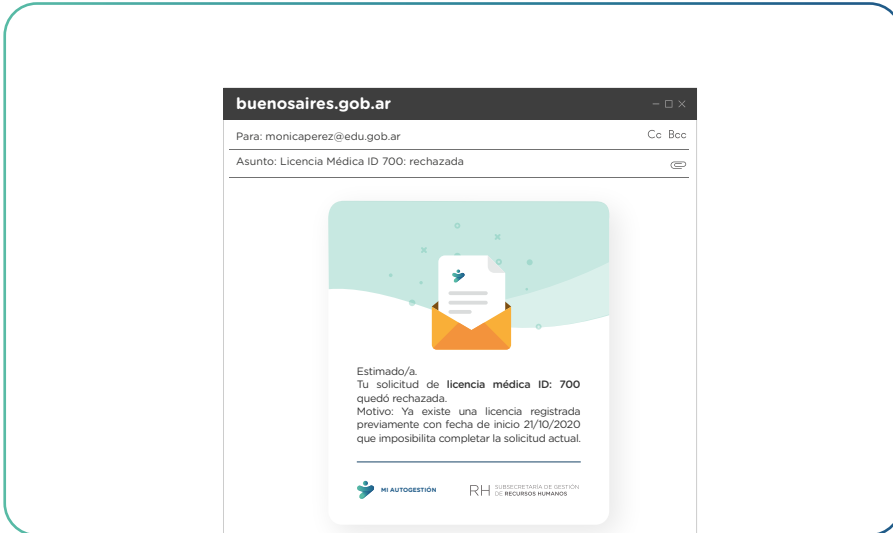 buenosaires.gob.ar
Para: monicaperez@edu.gob.ar
Cc Bcc
Asunto: Licencia Médica ID 700: rechazada
Estimado/a.
Tu solicitud de licencia médica ID: 700
quedó rechazada.
Motivo: Ya existe una licencia registrada
previamente con fecha de inicio 21/10/2020
que imposibilita completar la solicitud actual.
MI AUTOGESTIÓN
RH
SUBSECRETARÍA DE GESTIÓN
DE RECURSOS HUMANOS